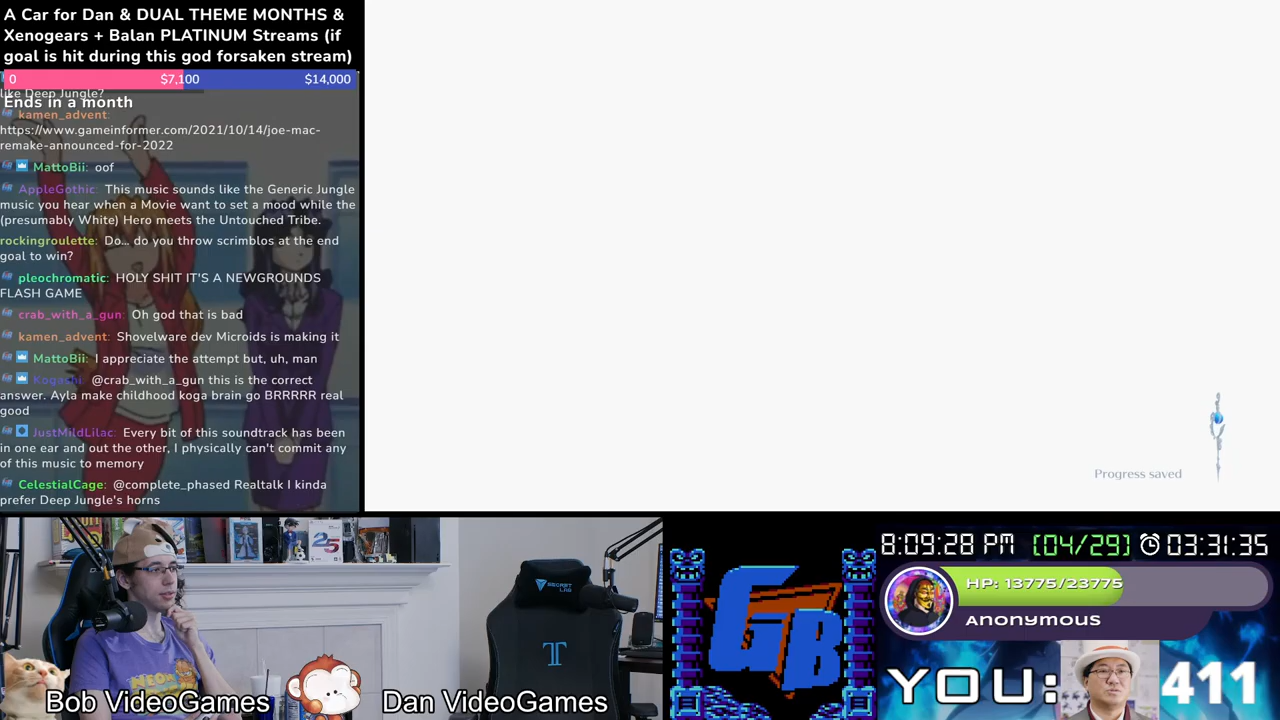 A Car for Dan & DUAL THEME MONTHS &
Xenogears + Balan PLATINUM Streams (if
goal is hit during this god forsaken stream)
0 $7,100 $14,000
like Deep Jungle?
Ends in a month
kamen_advent:
https://www.gameinformer.com/2021/10/14/joe-mac-
remake-announced-for-2022
MattoBii: oof
AppleGothic: This music sounds like the Generic Jungle
music you hear when a Movie want to set a mood while the
(presumably White) Hero meets the Untouched Tribe.
rockingroulette: Do... do you throw scrimblos at the end
goal to win?
pleochromatic: HOLY SHIT IT'S A NEWGROUNDS
FLASH GAME
crab_with_a_gun: Oh god that is bad
kamen_advent: Shovelware dev Microids is making it
MattoBii: I appreciate the attempt but, uh, man
Kogashi: @crab_with_a_gun this is the correct
answer. Ayla make childhood koga brain go BRRRRR real
good
JustMildLilac: Every bit of this soundtrack has been
in one ear and out the other, I physically can't commit any
of this music to memory
CelestialCage: @complete_phased Realtalk I kinda
prefer Deep Jungle's horns
Progress saved
8:09:28 PM [04/29] 03:31:35
HP: 13775/23775
Anonymous
GB
SECRET
LAB
25
YOU: 411
Bob VideoGames
Dan VideoGames